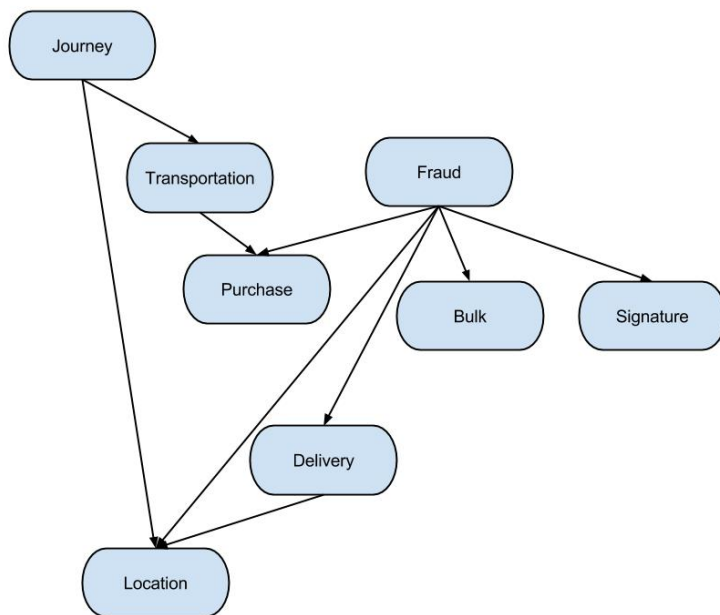 Journey
Transportation
Fraud
Purchase
Bulk
Signature
Delivery
Location